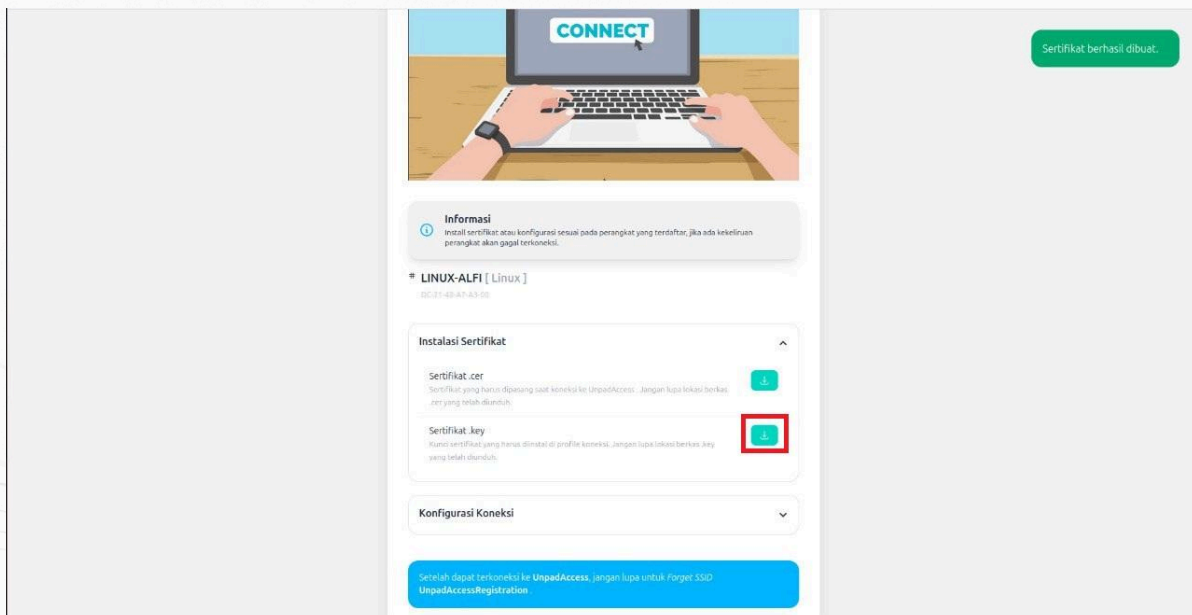 CONNECT
Sertifikat berhasil dibuat.
Informasi
Install sertifikat atau konfigurasi sesuai pada perangkat yang terdaftar, jika ada kekeliruan
perangkat akan gagal terkoneksi.
# LINUX-ALFI [ Linux ]
Instalasi Sertifikat
Sertifikat .cer
Sertifikat yang harus dipasang saat koneksi ke UnpadAccess. Jangan lupa lokasi berkas
.cer yang telah diunduh.
Sertifikat .key
Kunci sertifikat yang harus diinstal di profile koneksi. Jangan lupa lokasi berkas .key
yang telah diunduh.
Konfigurasi Koneksi
Setelah dapat terkoneksi ke UnpadAccess, jangan lupa untuk Forget SSID
UnpadAccessRegistration.